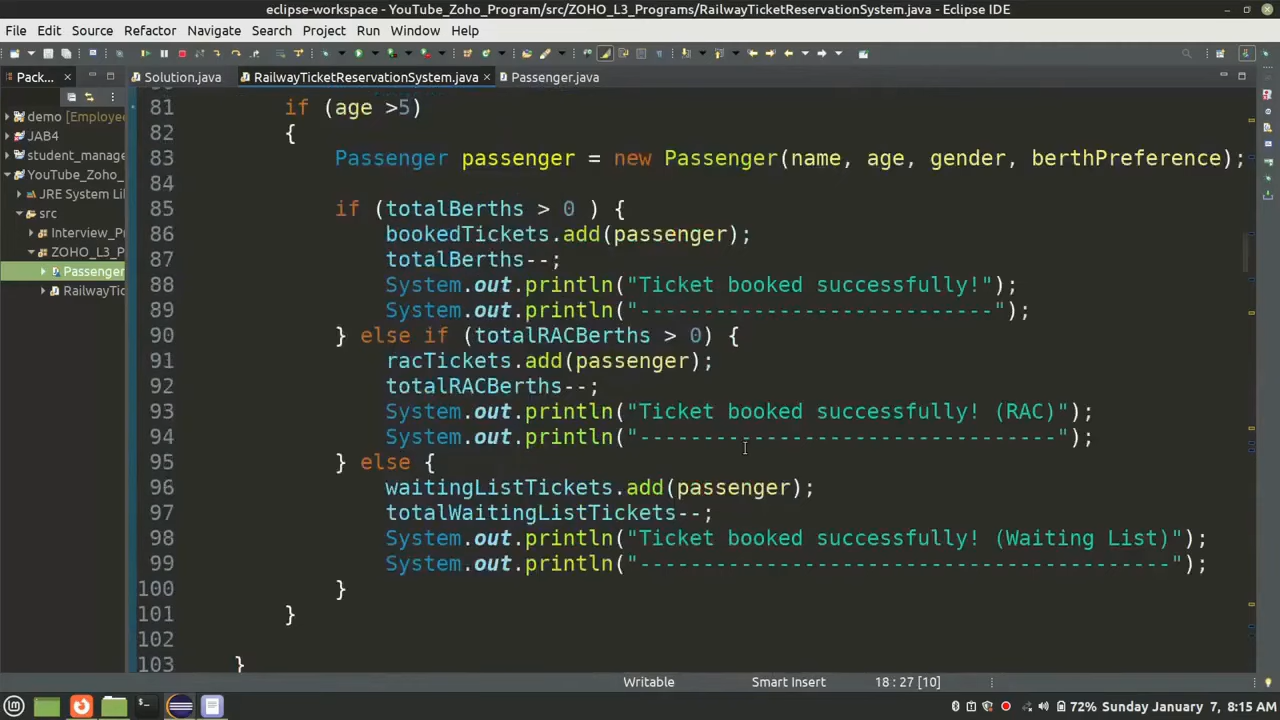 eclipse-workspace - YouTube_Zoho_Program/src/ZOHO_L3_Programs/RailwayTicketReservationSystem.java - Eclipse IDE
File Edit Source Refactor Navigate Search Project Run Window Help
Pack... Solution.java RailwayTicketReservationSystem.java Passenger.java
demo [Employee
JAB4
student_manage
YouTube_Zoho_
JRE System Lib
src
Interview_Pr
ZOHO_L3_P
Passenger
RailwayTic
81 if (age >5)
82 {
83 Passenger passenger = new Passenger(name, age, gender, berthPreference);
84
85 if (totalBerths > 0 ) {
86 bookedTickets.add(passenger);
87 totalBerths--;
88 System.out.println("Ticket booked successfully!");
89 System.out.println("----------------------------");
90 } else if (totalRACBerths > 0) {
91 racTickets.add(passenger);
92 totalRACBerths--;
93 System.out.println("Ticket booked successfully! (RAC)");
94 System.out.println("---------------------------------");
95 } else {
96 waitingListTickets.add(passenger);
97 totalWaitingListTickets--;
98 System.out.println("Ticket booked successfully! (Waiting List)");
99 System.out.println("------------------------------------------");
100 }
101 }
102
103 }
Writable Smart Insert 18 : 27 [10]
72% Sunday January 7, 8:15 AM